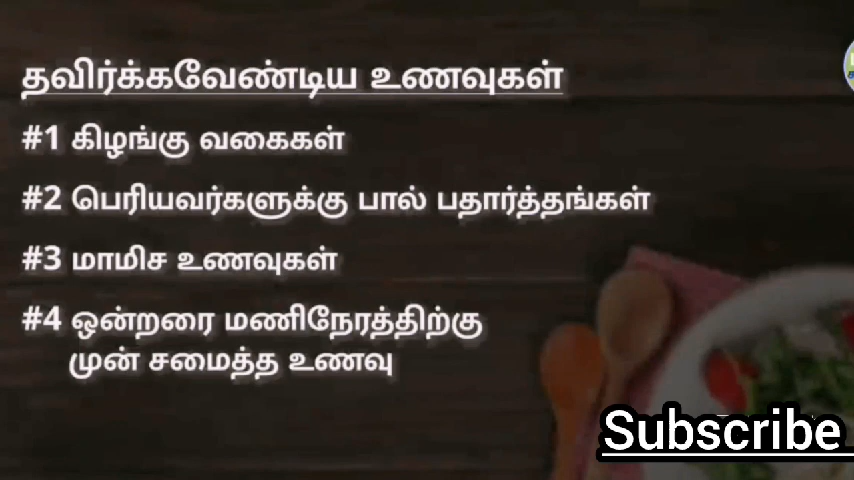 தவிர்க்கவேண்டிய உணவுகள்
#1 கிழங்கு வகைகள்
#2 பெரியவர்களுக்கு பால் பதார்த்தங்கள்
#3 மாமிச உணவுகள்
#4 ஒன்றரை மணிநேரத்திற்கு
முன் சமைத்த உணவு
Subscribe